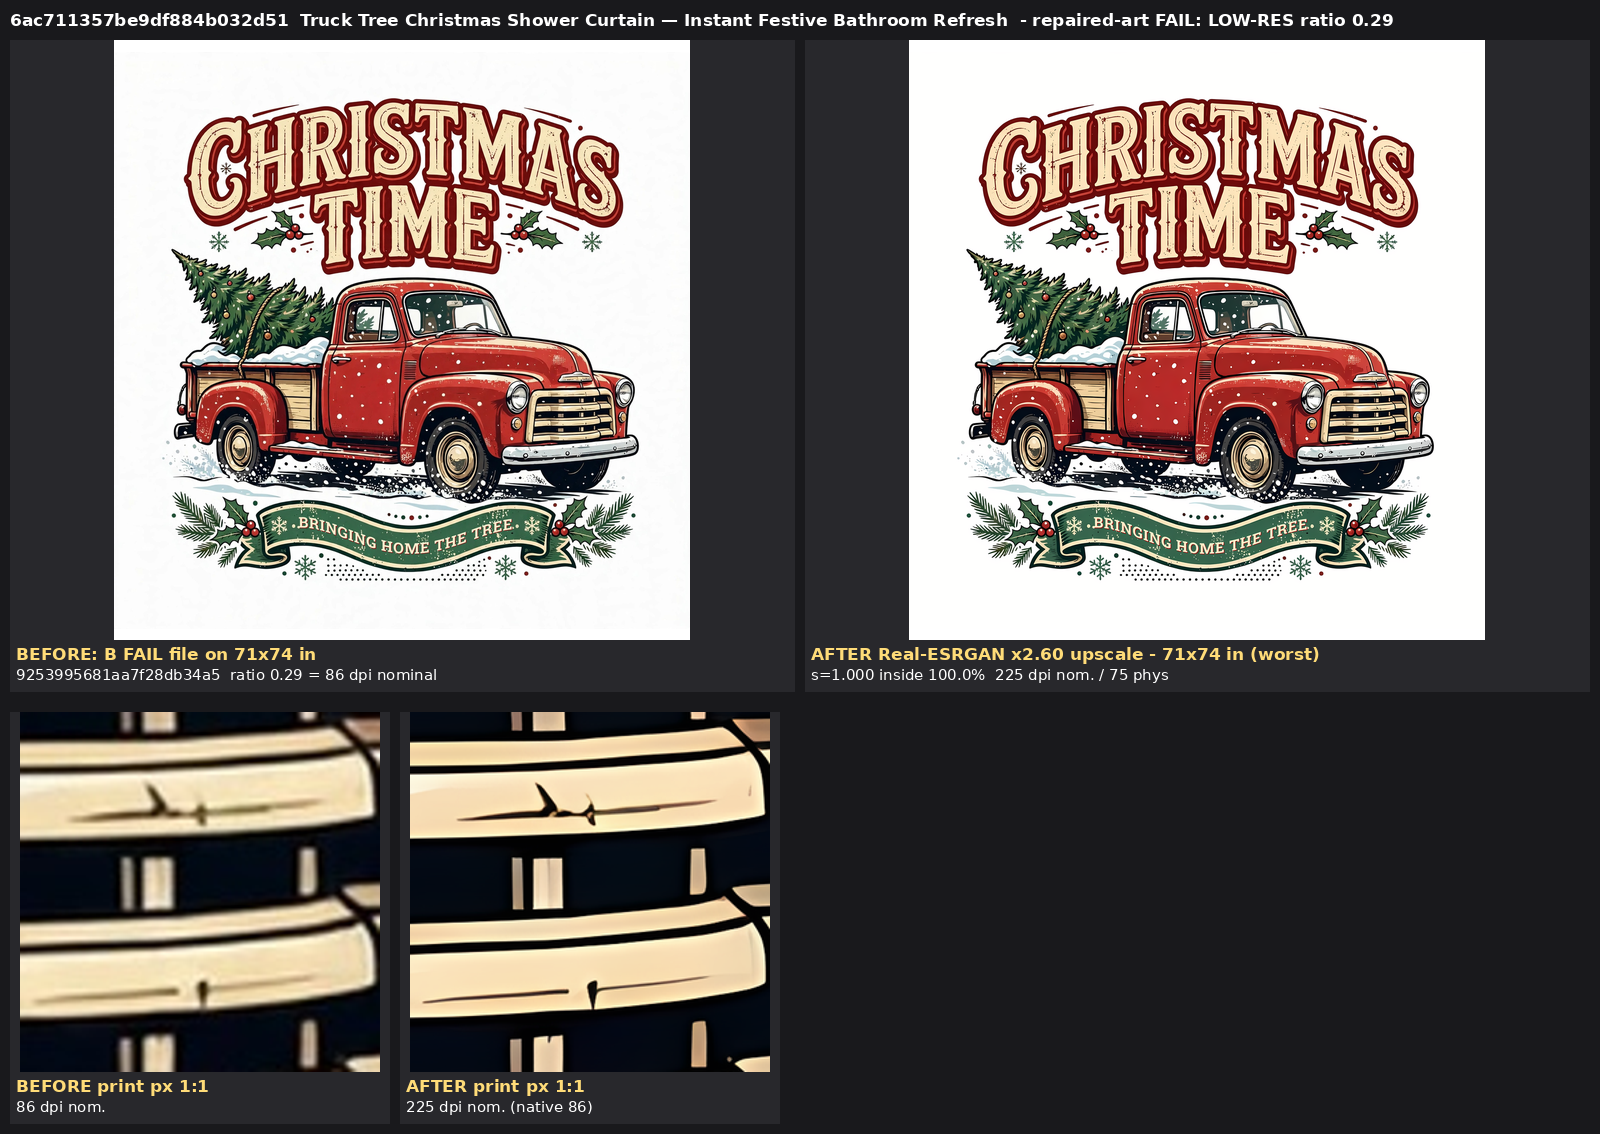 6ac711357be9df884b032d51 Truck Tree Christmas Shower Curtain — Instant Festive Bathroom Refresh - repaired-art FAIL: LOW-RES ratio 0.29
CHRISTMAS
TIME
BRINGING HOME THE TREE
BEFORE: B FAIL file on 71x74 in
9253995681aa7f28db34a5 ratio 0.29 = 86 dpi nominal
CHRISTMAS
TIME
BRINGING HOME THE TREE
AFTER Real-ESRGAN x2.60 upscale - 71x74 in (worst)
s=1.000 inside 100.0% 225 dpi nom. / 75 phys
BEFORE print px 1:1
86 dpi nom.
AFTER print px 1:1
225 dpi nom. (native 86)